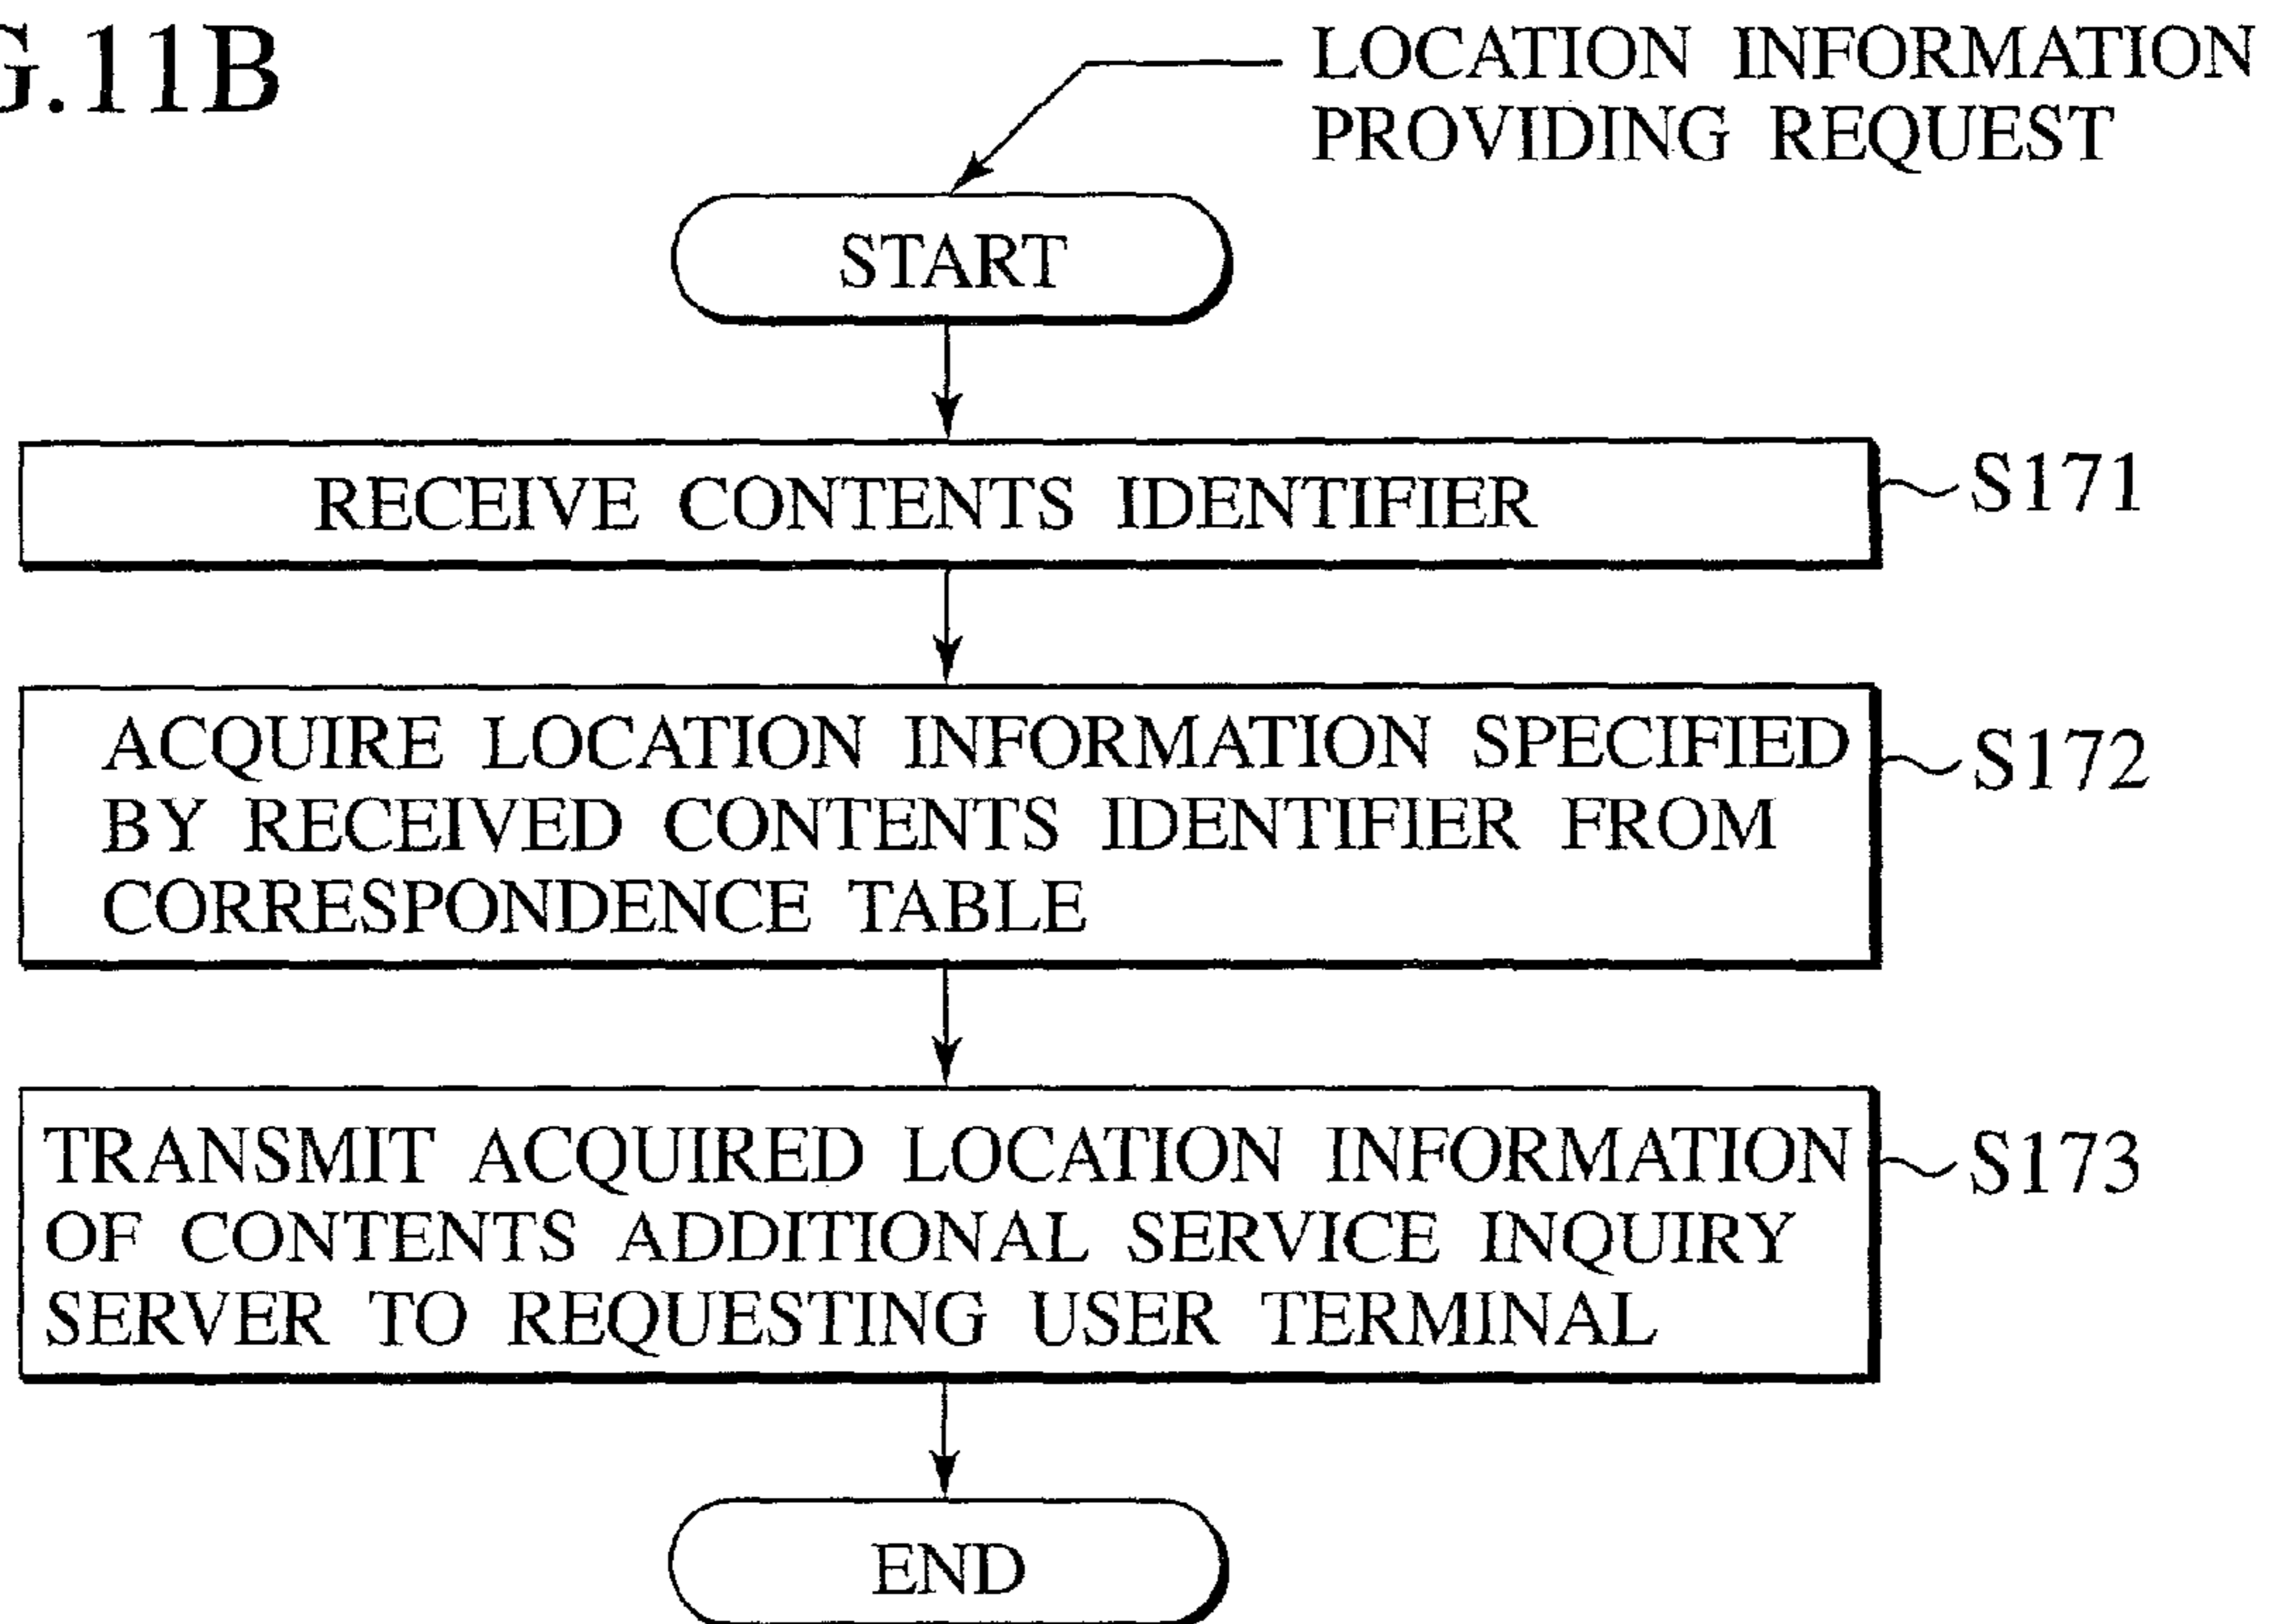 G.11B
LOCATION INFORMATION
PROVIDING REQUEST
START
RECEIVE CONTENTS IDENTIFIER
S171
ACQUIRE LOCATION INFORMATION SPECIFIED
BY RECEIVED CONTENTS IDENTIFIER FROM
CORRESPONDENCE TABLE
S172
TRANSMIT ACQUIRED LOCATION INFORMATION
OF CONTENTS ADDITIONAL SERVICE INQUIRY
SERVER TO REQUESTING USER TERMINAL
S173
END